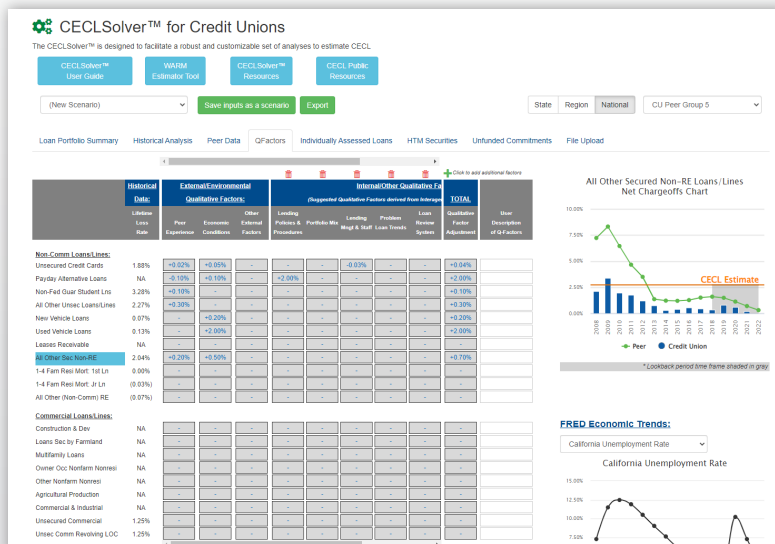 CECLSolver™ for Credit Unions
The CECLSolver™ is designed to facilitate a robust and customizable set of analyses to estimate CECL
CECLSolver™ User Guide
WARM Estimator Tool
CECLSolver™ Resources
CECL Public Resources
(New Scenario)
Save inputs as a scenario
Export
State Region National
CU Peer Group 5
Loan Portfolio Summary Historical Analysis Peer Data QFactors Individually Assessed Loans HTM Securities Unfunded Commitments File Upload
Click to add additional factors
Historical Data: External/Environmental Qualitative Factors: Internal/Other Qualitative Fa
(Suggested Qualitative Factors derived from Interagen TOTAL
Lifetime Loss Rate
Peer Experience
Economic Conditions
Other External Factors
Lending Policies & Procedures
Portfolio Mix
Lending Mngt & Staff
Problem Loan Trends
Loan Review System
Qualitative Factor Adjustment
User Description of Q-Factors
Non-Comm Loans/Lines:
Unsecured Credit Cards 1.88% +0.02% +0.05% - - - -0.03% - - +0.04%
Payday Alternative Loans NA -0.10% +0.10% - +2.00% - - - - +2.00%
Non-Fed Guar Student Lns 3.28% +0.10% - - - - - - - +0.10%
All Other Unsec Loans/Lines 2.27% +0.30% - - - - - - - +0.30%
New Vehicle Loans 0.07% - +0.20% - - - - - - +0.20%
Used Vehicle Loans 0.13% - +2.00% - - - - - - +2.00%
Leases Receivable NA - - - - - - - - -
All Other Sec Non-RE 2.04% +0.20% +0.50% - - - - - - +0.70%
1-4 Fam Resi Mort: 1st Ln 0.00% - - - - - - - - -
1-4 Fam Resi Mort: Jr Ln (0.03%) - - - - - - - - -
All Other (Non-Comm) RE (0.07%) - - - - - - - - -
Commercial Loans/Lines:
Construction & Dev NA - - - - - - - - -
Loans Sec by Farmland NA - - - - - - - - -
Multifamily Loans NA - - - - - - - - -
Owner Occ Nonfarm Nonresi NA - - - - - - - - -
Other Nonfarm Nonresi NA - - - - - - - - -
Agricultural Production NA - - - - - - - - -
Commercial & Industrial NA - - - - - - - - -
Unsecured Commercial 1.25% - - - - - - - - -
Unsec Comm Revolving LOC 1.25% - - - - - - - - -
All Other Secured Non-RE Loans/Lines
Net Chargeoffs Chart
10.00%
7.50%
5.00%
2.50%
0.00%
CECL Estimate
2008 2009 2010 2011 2012 2013 2014 2015 2016 2017 2018 2019 2020 2021 2022
Peer Credit Union
* Lookback period time frame shaded in gray
FRED Economic Trends:
California Unemployment Rate
California Unemployment Rate
15.00%
12.50%
10.00%
7.50%